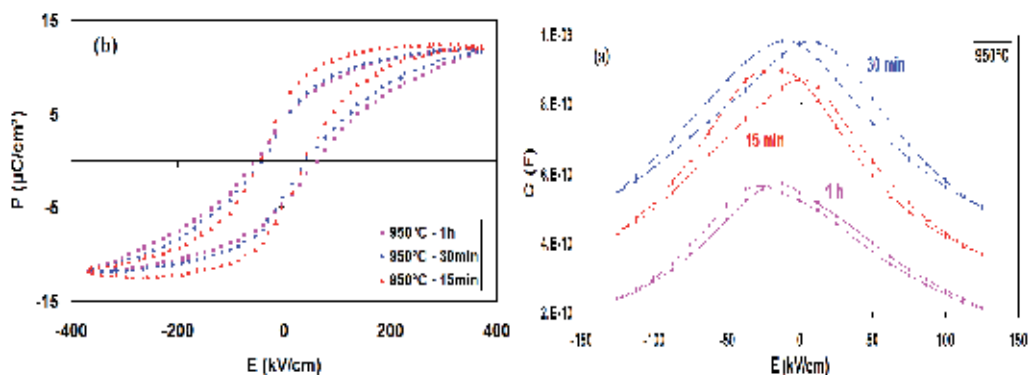 (b)
15
5
-5
-15
P (µC/cm²)
950°C - 1h
950°C - 30min
950°C - 15min
-400 -200 0 200 400
E (kV/cm)
(a)
950°C
30 min
15 min
1 h
(F)
-150 -100 -50 0 50 100 150
E (kV/cm)